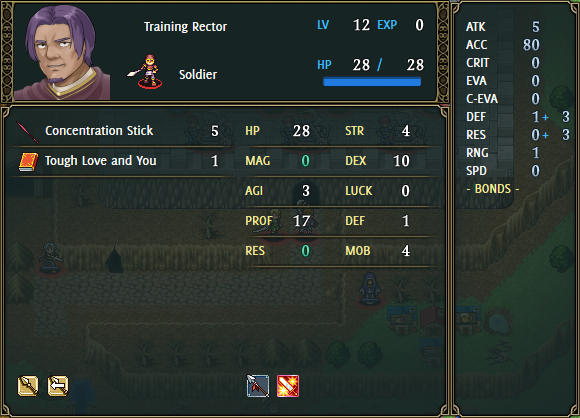 Training Rector
LV 12 EXP 0
Soldier
HP 28 / 28
Concentration Stick 5
Tough Love and You 1
HP 28 STR 4
MAG 0 DEX 10
AGI 3 LUCK 0
PROF 17 DEF 1
RES 0 MOB 4
ATK 5
ACC 80
CRIT 0
EVA 0
C-EVA 0
DEF 1+ 3
RES 0+ 3
RNG 1
SPD 0
- BONDS -